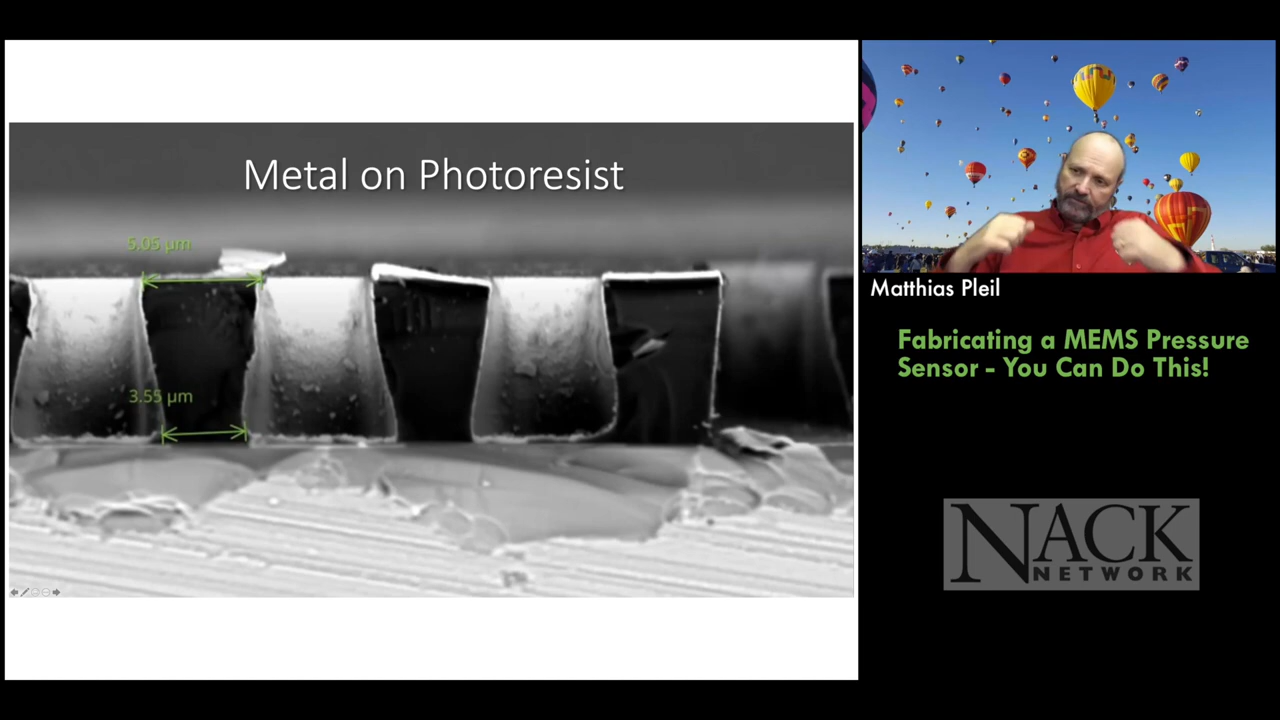 Metal on Photoresist
5.05 µm
3.55 µm
Matthias Pleil
Fabricating a MEMS Pressure
Sensor - You Can Do This!
NACK
NETWORK